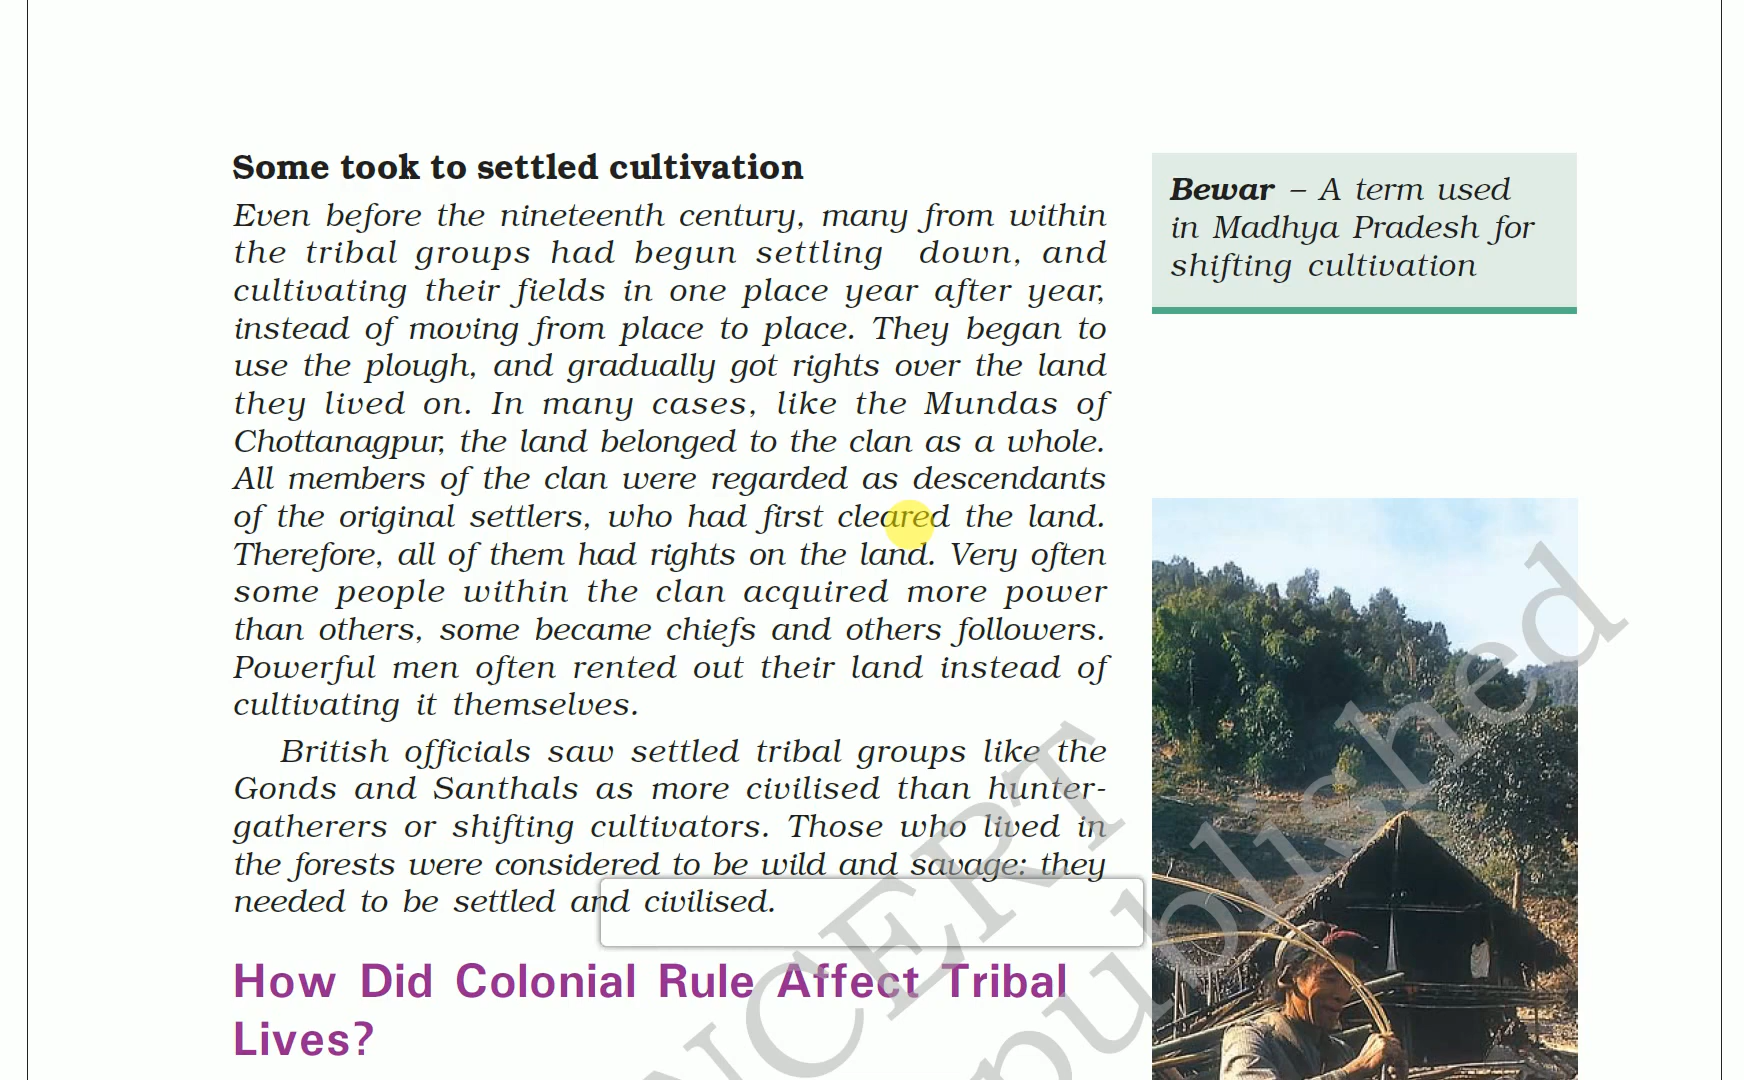 Some took to settled cultivation
Even before the nineteenth century, many from within
the tribal groups had begun settling down, and
cultivating their fields in one place year after year,
instead of moving from place to place. They began to
use the plough, and gradually got rights over the land
they lived on. In many cases, like the Mundas of
Chottanagpur, the land belonged to the clan as a whole.
All members of the clan were regarded as descendants
of the original settlers, who had first cleared the land.
Therefore, all of them had rights on the land. Very often
some people within the clan acquired more power
than others, some became chiefs and others followers.
Powerful men often rented out their land instead of
cultivating it themselves.
British officials saw settled tribal groups like the
Gonds and Santhals as more civilised than hunter-
gatherers or shifting cultivators. Those who lived in
the forests were considered to be wild and savage: they
needed to be settled and civilised.
How Did Colonial Rule Affect Tribal
Lives?
Bewar – A term used
in Madhya Pradesh for
shifting cultivation
NCERT
published